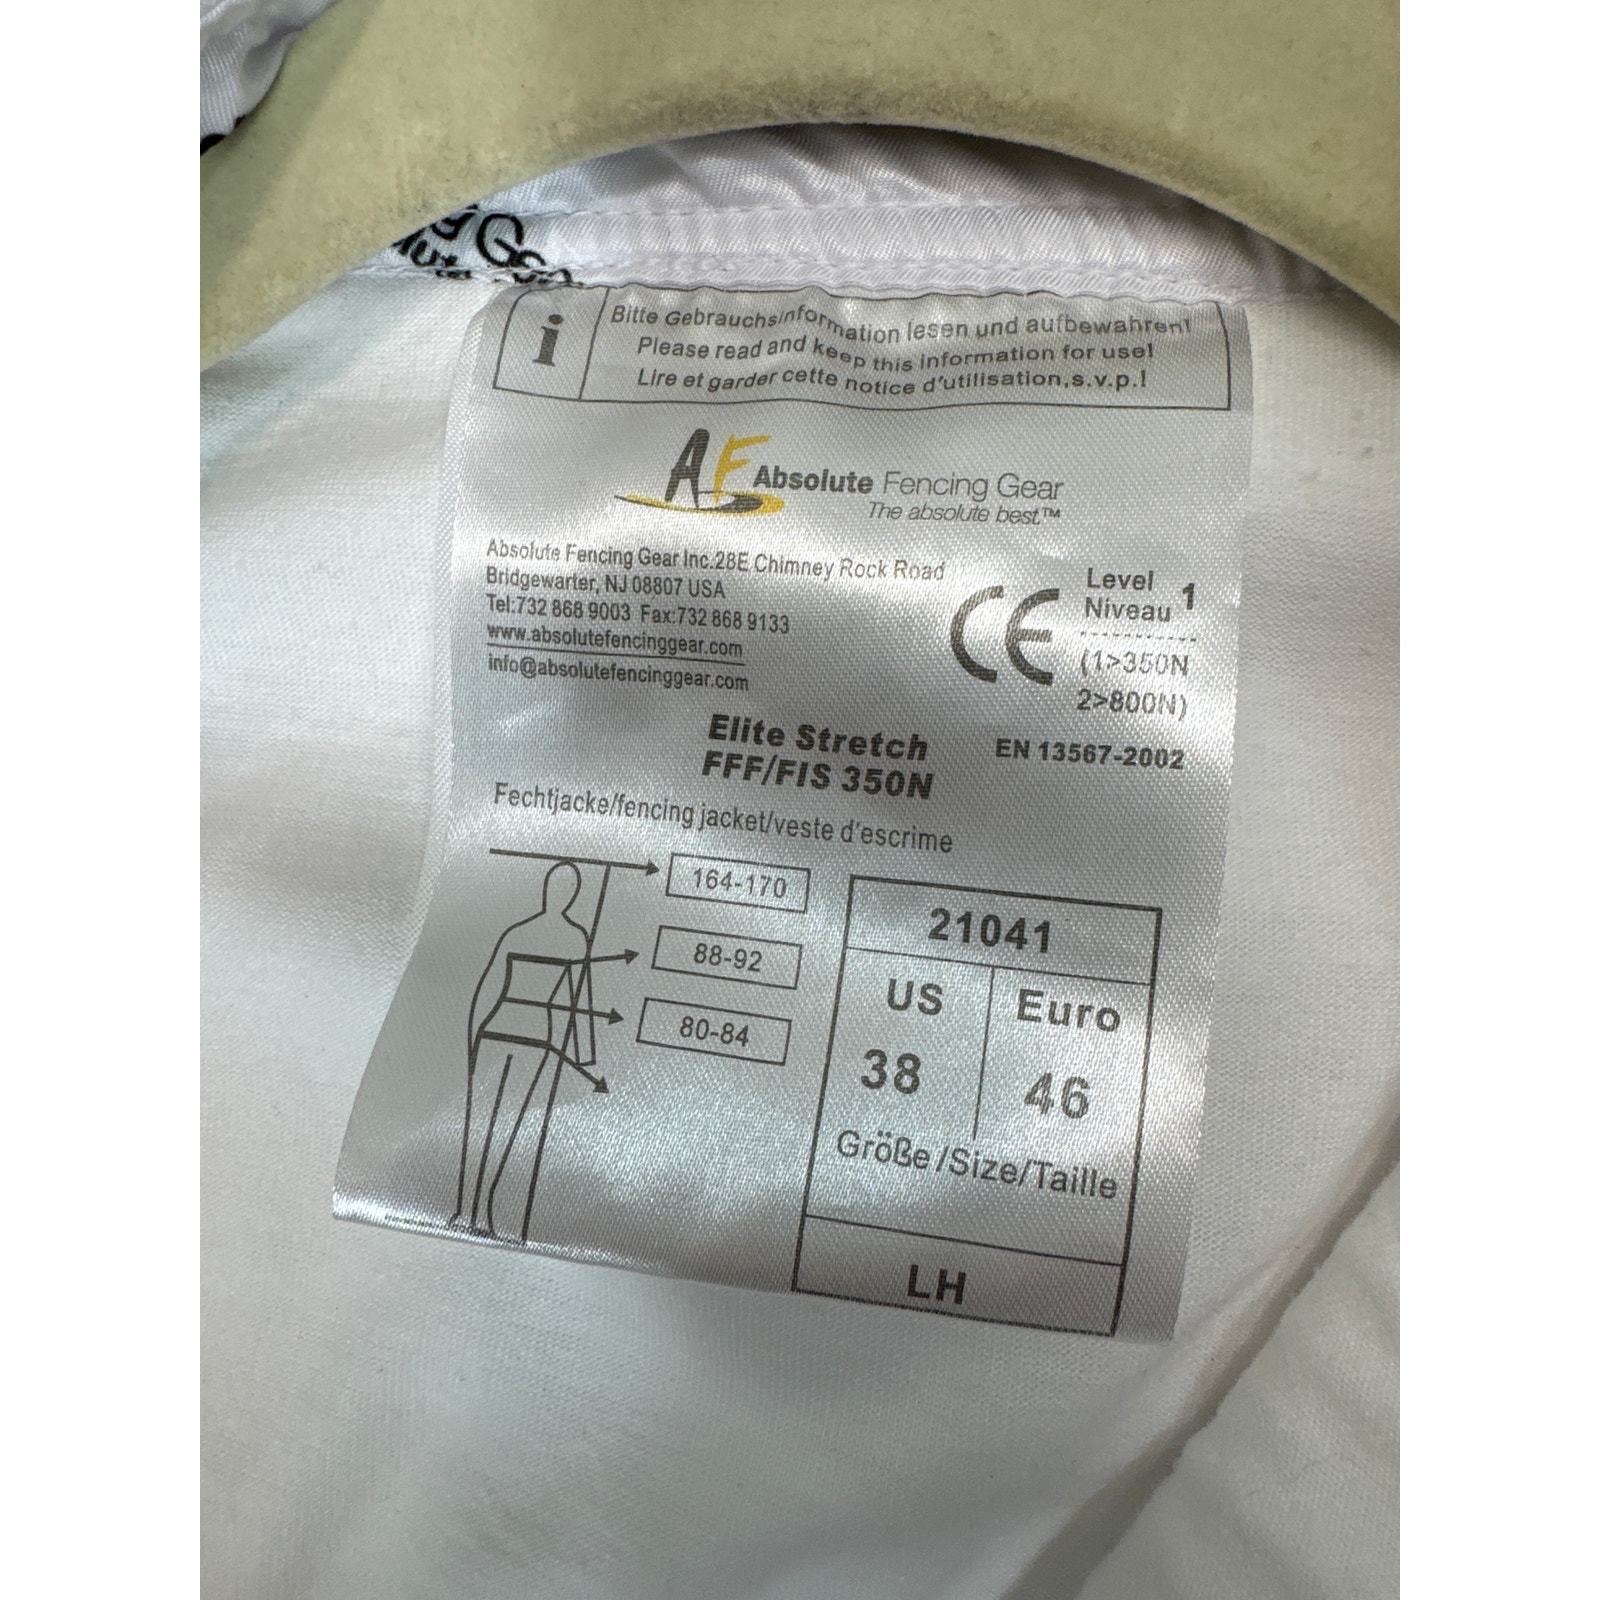 i
Bitte Gebrauchsinformation lesen und aufbewahren!
Please read and keep this information for use!
Lire et garder cette notice d'utilisation,s.v.p.!
AF Absolute Fencing Gear
The absolute best.™
Absolute Fencing Gear Inc.28E Chimney Rock Road
Bridgewarter, NJ 08807 USA
Tel:732 868 9003 Fax:732 868 9133
www.absolutefencinggear.com
info@absolutefencinggear.com
CE
Level
Niveau 1
(1>350N
2>800N)
Elite Stretch
FFF/FIS 350N
EN 13567-2002
Fechtjacke/fencing jacket/veste d'escrime
164-170
88-92
80-84
21041
US Euro
38 46
Größe/Size/Taille
LH